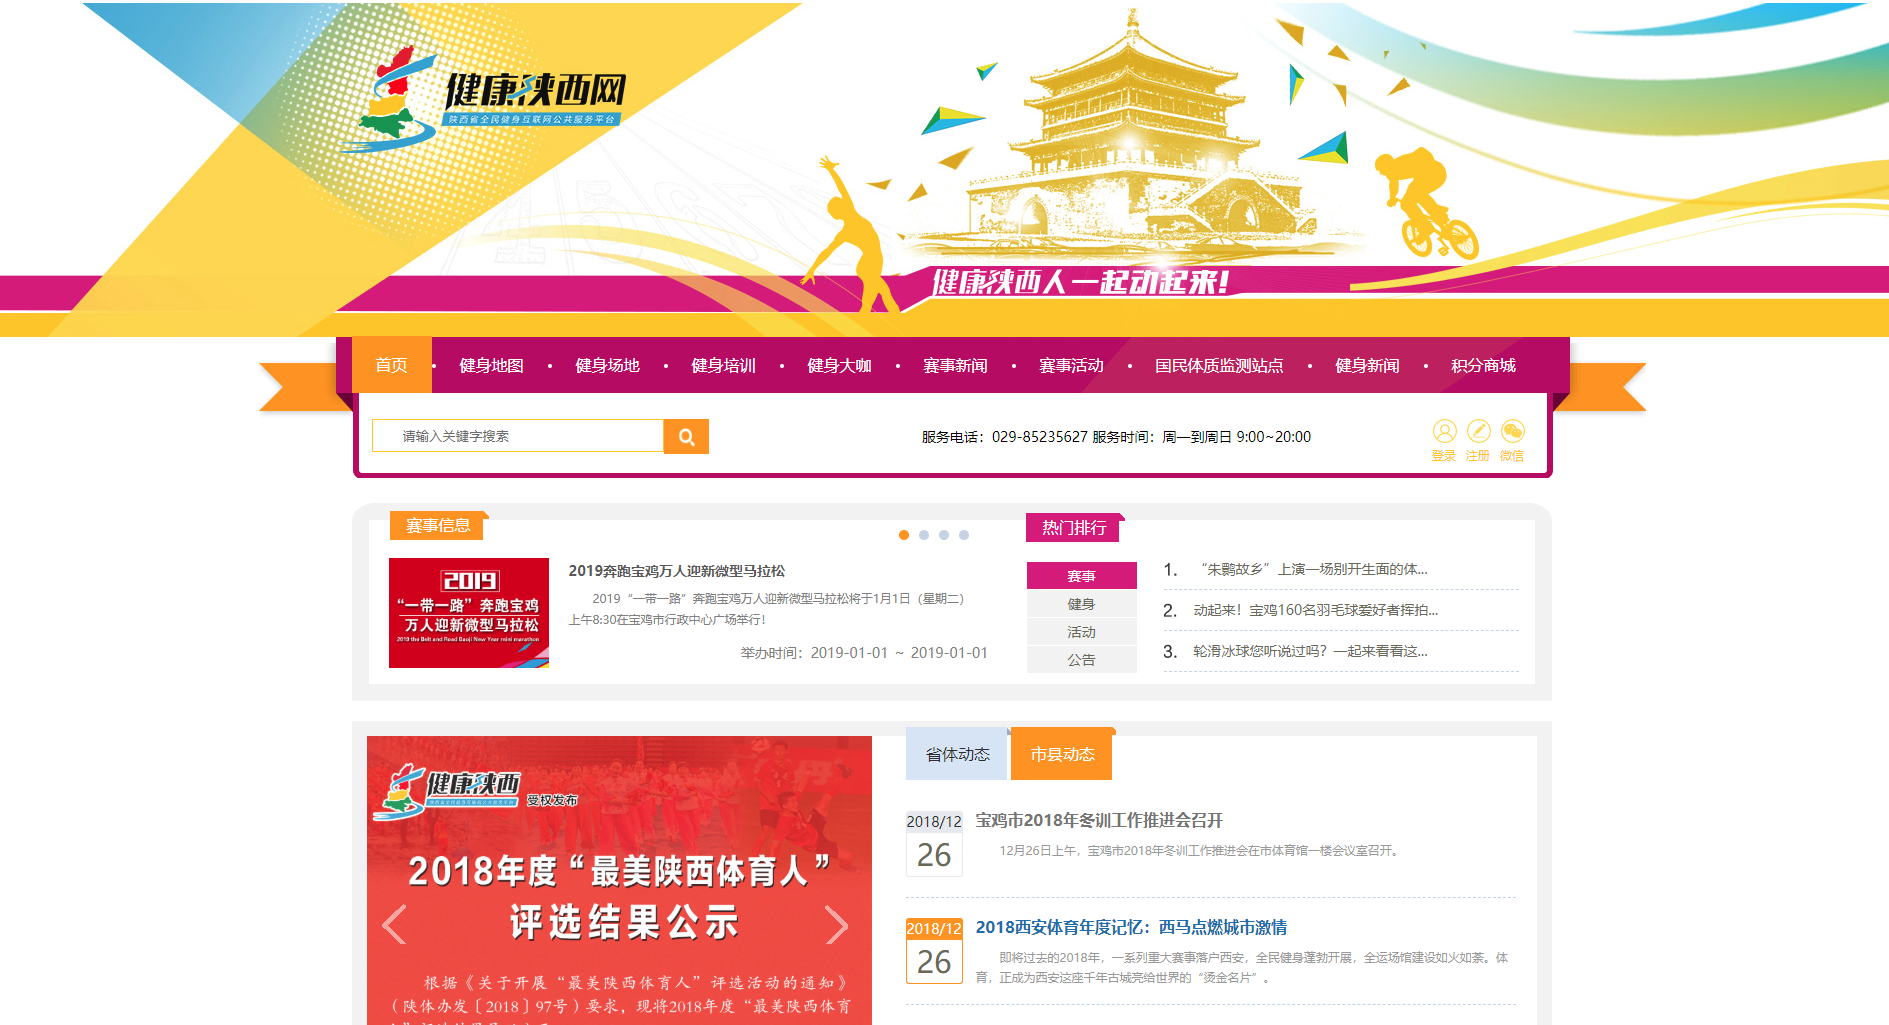 健康陕西网
陕西省全民健身互联网公共服务平台
健康陕西人一起动起来!
首页 健身地图 健身场地 健身培训 健身大咖 赛事新闻 赛事活动 国民体质监测站点 健身新闻 积分商城
请输入关键字搜索
服务电话：029-85235627 服务时间：周一到周日 9:00~20:00
登录 注册 微信
赛事信息
2019
“一带一路”奔跑宝鸡
万人迎新微型马拉松
2019 the Belt and Road Baoji New Year mini marathon
2019奔跑宝鸡万人迎新微型马拉松
2019“一带一路”奔跑宝鸡万人迎新微型马拉松将于1月1日（星期二）
上午8:30在宝鸡市行政中心广场举行！
举办时间：2019-01-01 ~ 2019-01-01
热门排行
赛事
健身
活动
公告
1. “朱鹮故乡”上演一场别开生面的体...
2. 动起来！宝鸡160名羽毛球爱好者挥拍...
3. 轮滑冰球您听说过吗？一起来看看这...
健康陕西
受权发布
2018年度“最美陕西体育人”
评选结果公示
根据《关于开展“最美陕西体育人”评选活动的通知》
（陕体办发〔2018〕97号）要求，现将2018年度“最美陕西体育
省体动态 市县动态
2018/12
26
宝鸡市2018年冬训工作推进会召开
12月26日上午，宝鸡市2018年冬训工作推进会在市体育馆一楼会议室召开。
2018/12
26
2018西安体育年度记忆：西马点燃城市激情
即将过去的2018年，一系列重大赛事落户西安，全民健身蓬勃开展，全运场馆建设如火如荼。体
育，正成为西安这座千年古城亮给世界的“烫金名片”。